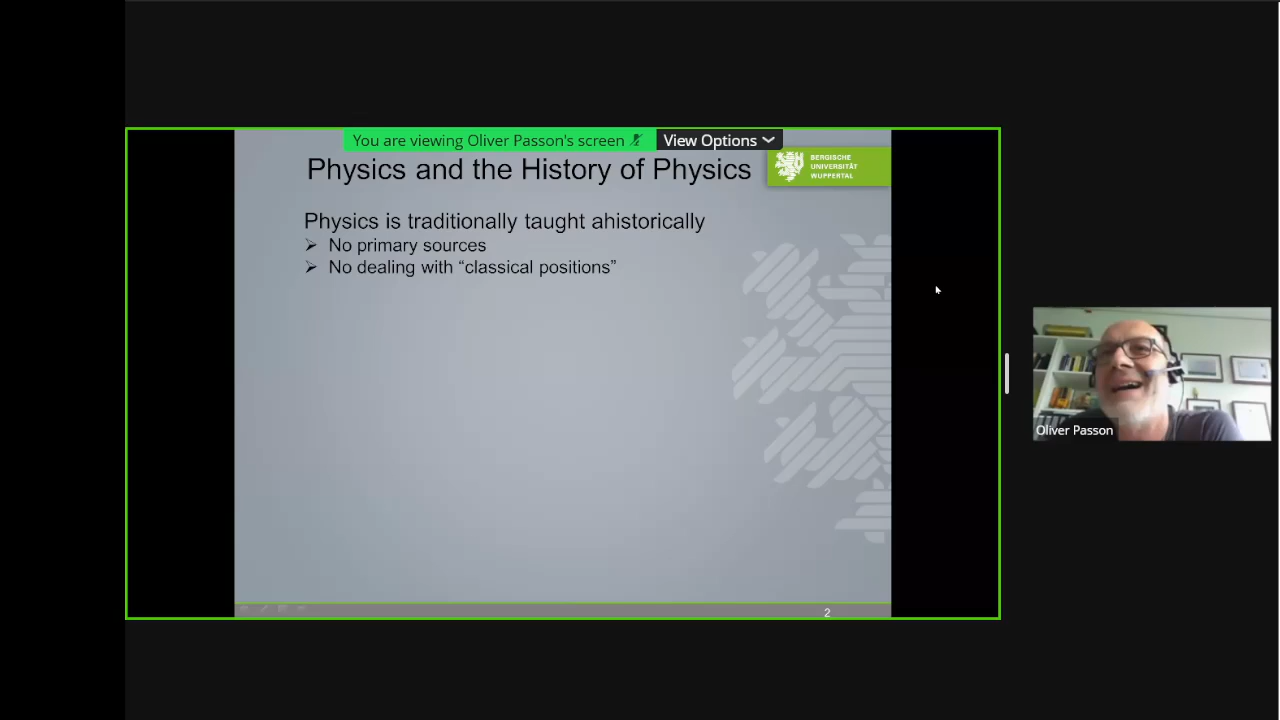 You are viewing Oliver Passon's screen
View Options
Physics and the History of Physics
BERGISCHE
UNIVERSITÄT
WUPPERTAL
Physics is traditionally taught ahistorically
➢ No primary sources
➢ No dealing with “classical positions”
Oliver Passon
2